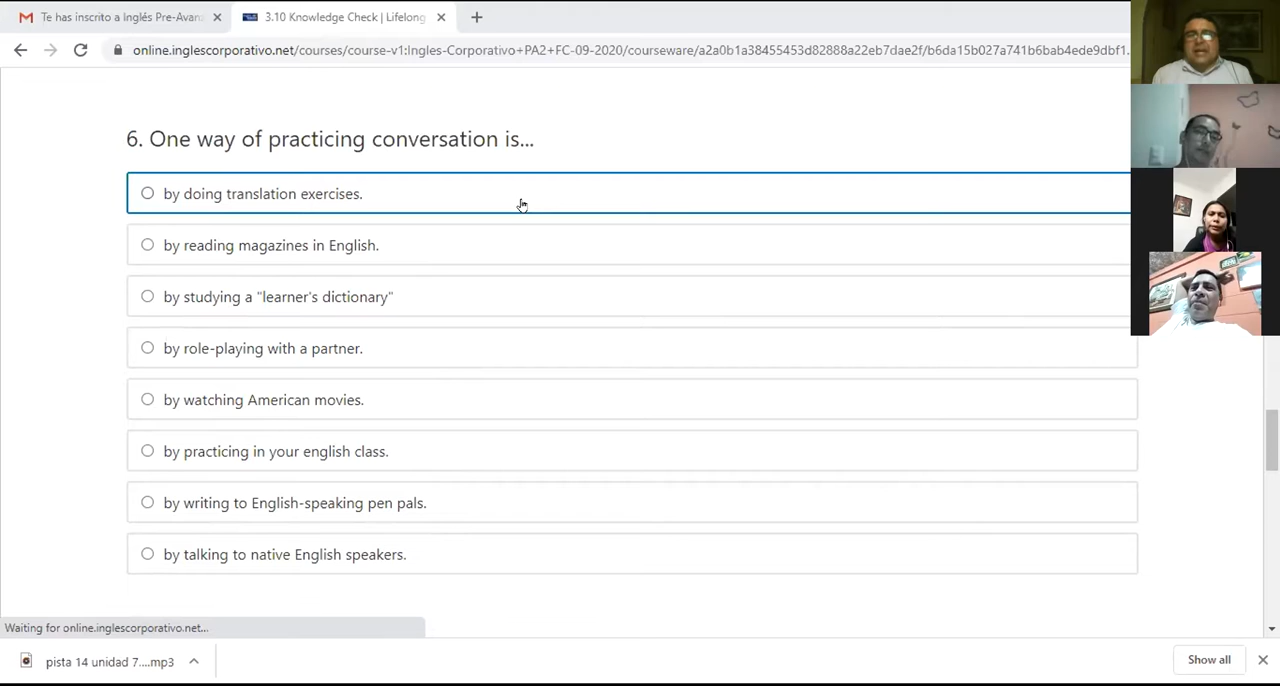 Te has inscrito a Inglés Pre-Avan
3.10 Knowledge Check | Lifelong
online.inglescorporativo.net/courses/course-v1:Ingles-Corporativo+PA2+FC-09-2020/courseware/a2a0b1a38455453d82888a22eb7dae2f/b6da15b027a741b6bab4ede9dbf1.
6. One way of practicing conversation is...
by doing translation exercises.
by reading magazines in English.
by studying a "learner's dictionary"
by role-playing with a partner.
by watching American movies.
by practicing in your english class.
by writing to English-speaking pen pals.
by talking to native English speakers.
Waiting for online.inglescorporativo.net...
pista 14 unidad 7....mp3
Show all